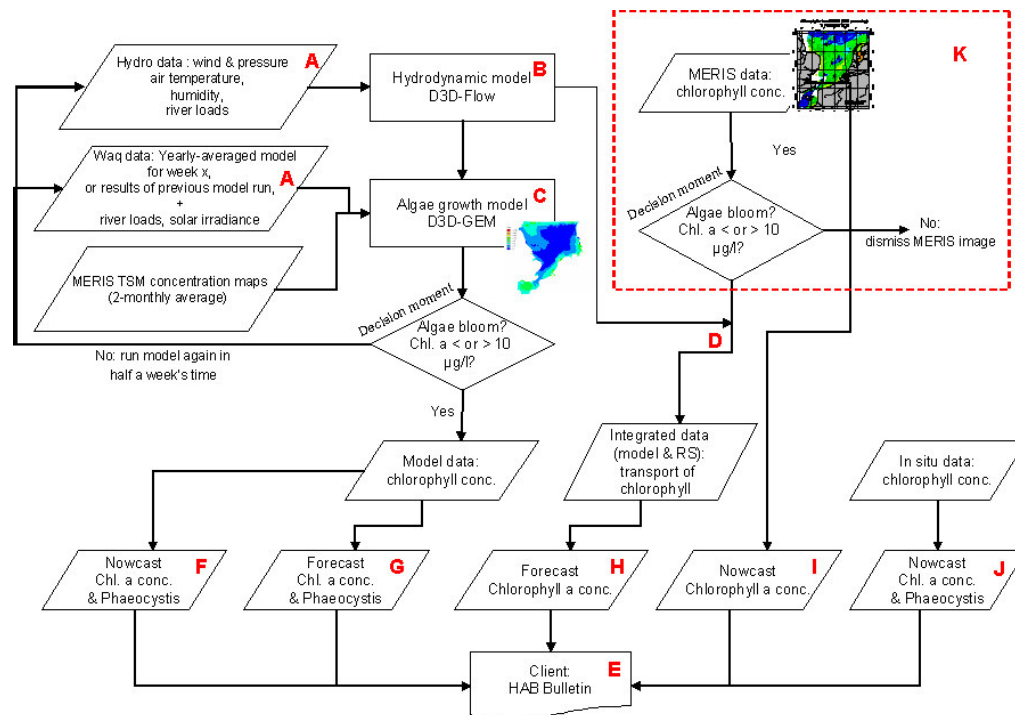 Hydro data : wind & pressure
air temperature,
humidity,
river loads
A
Hydrodynamic model
D3D-Flow
B
MERIS data:
chlorophyll conc.
K
Yes
Waq data: Yearly-averaged model
for week x,
or results of previous model run,
+
river loads, solar irradiance
A
Algae growth model
D3D-GEM
C
Decision moment
Algae bloom?
Chl. a < or > 10
µg/l?
No:
dismiss MERIS image
MERIS TSM concentration maps
(2-monthly average)
Decision moment
Algae bloom?
Chl. a < or > 10
µg/l?
D
No: run model again in
half a week's time
Yes
Model data:
chlorophyll conc.
Integrated data
(model & RS):
transport of
chlorophyll
In situ data:
chlorophyll conc.
Nowcast
Chl. a conc.
& Phaeocystis
F
Forecast
Chl. a conc.
& Phaeocystis
G
Forecast
Chlorophyll a conc.
H
Nowcast
Chlorophyll a conc.
I
Nowcast
Chl. a conc.
& Phaeocystis
J
Client:
HAB Bulletin
E